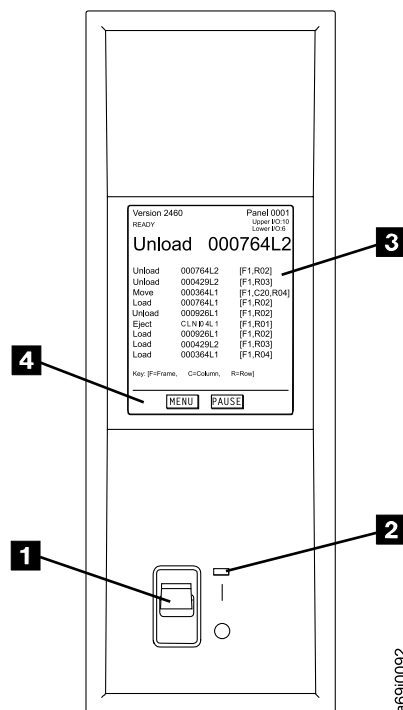 Version 2460 Panel 0001
READY Upper I/O:10
Lower I/O:6
Unload 000764L2
Unload 000764L2 [F1,R02]
Unload 000429L2 [F1,R03]
Move 000364L1 [F1,C20,R04]
Load 000764L1 [F1,R02]
Unload 000926L1 [F1,R02]
Eject CLNI04L1 [F1,R01]
Load 000926L1 [F1,R02]
Load 000429L2 [F1,R03]
Load 000364L1 [F1,R04]
Key: [F=Frame, C=Column, R=Row]
MENU PAUSE
3
4
1
2
a69i0092